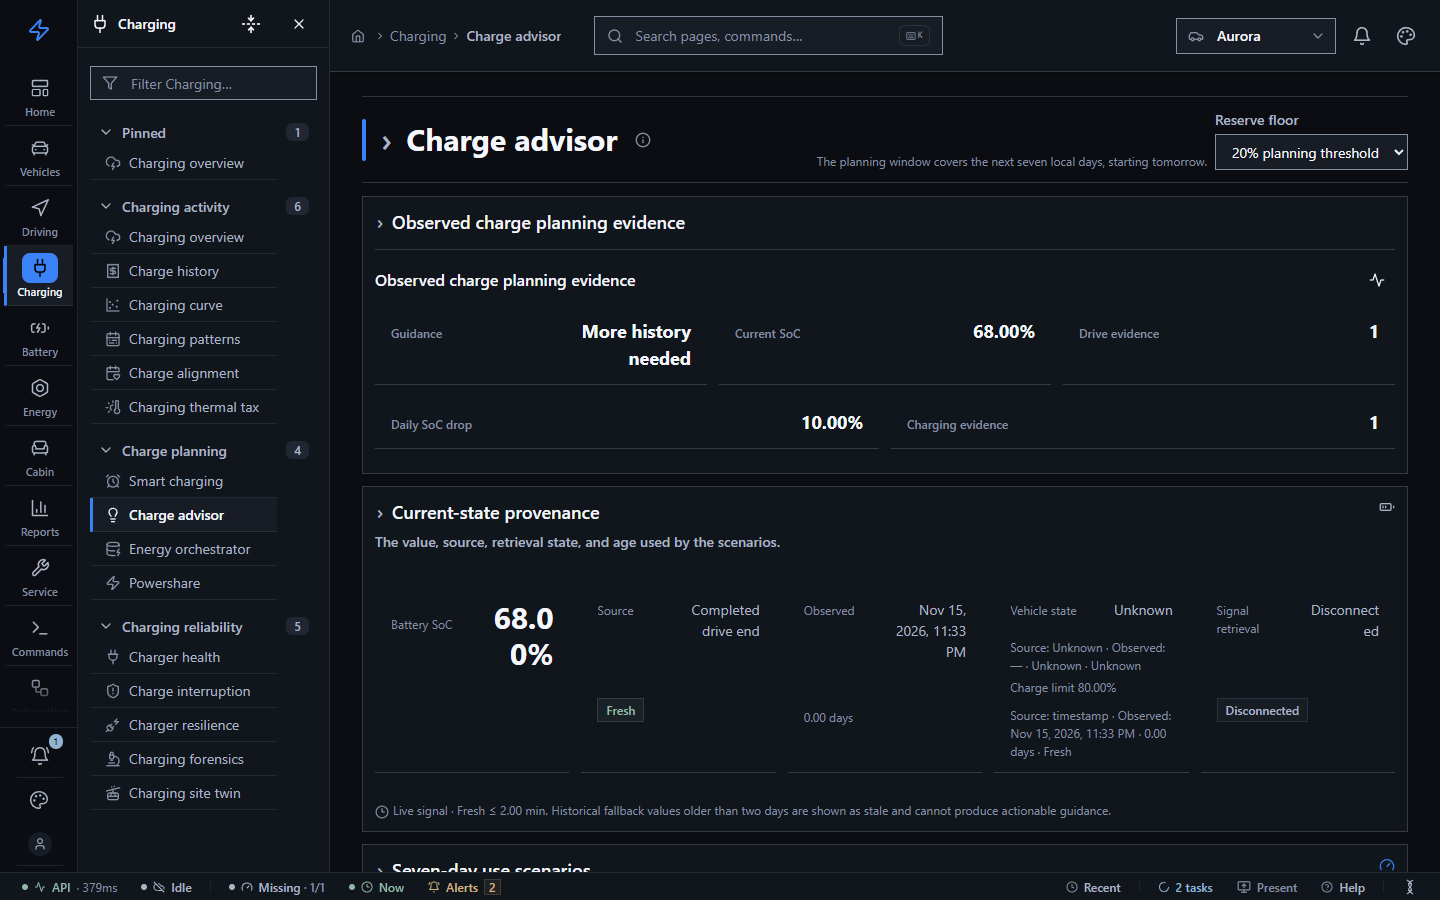 Charging
Charging
Charge advisor
Search pages, commands...
K
Aurora
Home
Vehicles
Driving
Charging
Battery
Energy
Cabin
Reports
Service
Commands
1
Filter Charging...
Pinned
1
Charging overview
Charging activity
6
Charging overview
Charge history
Charging curve
Charging patterns
Charge alignment
Charging thermal tax
Charge planning
4
Smart charging
Charge advisor
Energy orchestrator
Powershare
Charging reliability
5
Charger health
Charge interruption
Charger resilience
Charging forensics
Charging site twin
Charge advisor
The planning window covers the next seven local days, starting tomorrow.
Reserve floor
20% planning threshold
Observed charge planning evidence
Observed charge planning evidence
Guidance
More history
needed
Current SoC
68.00%
Drive evidence
1
Daily SoC drop
10.00%
Charging evidence
1
Current-state provenance
The value, source, retrieval state, and age used by the scenarios.
Battery SoC
68.0
0%
Source
Completed
drive end
Fresh
Observed
Nov 15,
2026, 11:33
PM
0.00 days
Vehicle state
Unknown
Source: Unknown · Observed:
— · Unknown · Unknown
Charge limit 80.00%
Source: timestamp · Observed:
Nov 15, 2026, 11:33 PM · 0.00
days · Fresh
Signal
retrieval
Disconnect
ed
Disconnected
Live signal · Fresh ≤ 2.00 min. Historical fallback values older than two days are shown as stale and cannot produce actionable guidance.
Seven-day use scenarios
API · 379ms
Idle
Missing · 1/1
Now
Alerts 2
Recent
2 tasks
Present
Help